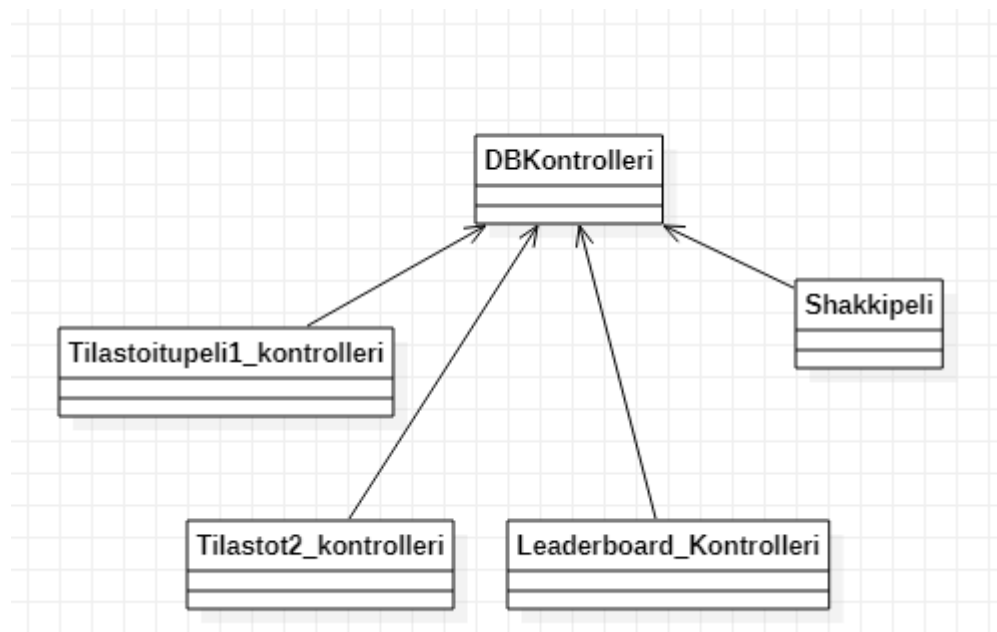 DBKontrolleri
Shakkipeli
Tilastoitupeli1_kontrolleri
Tilastot2_kontrolleri
Leaderboard_Kontrolleri